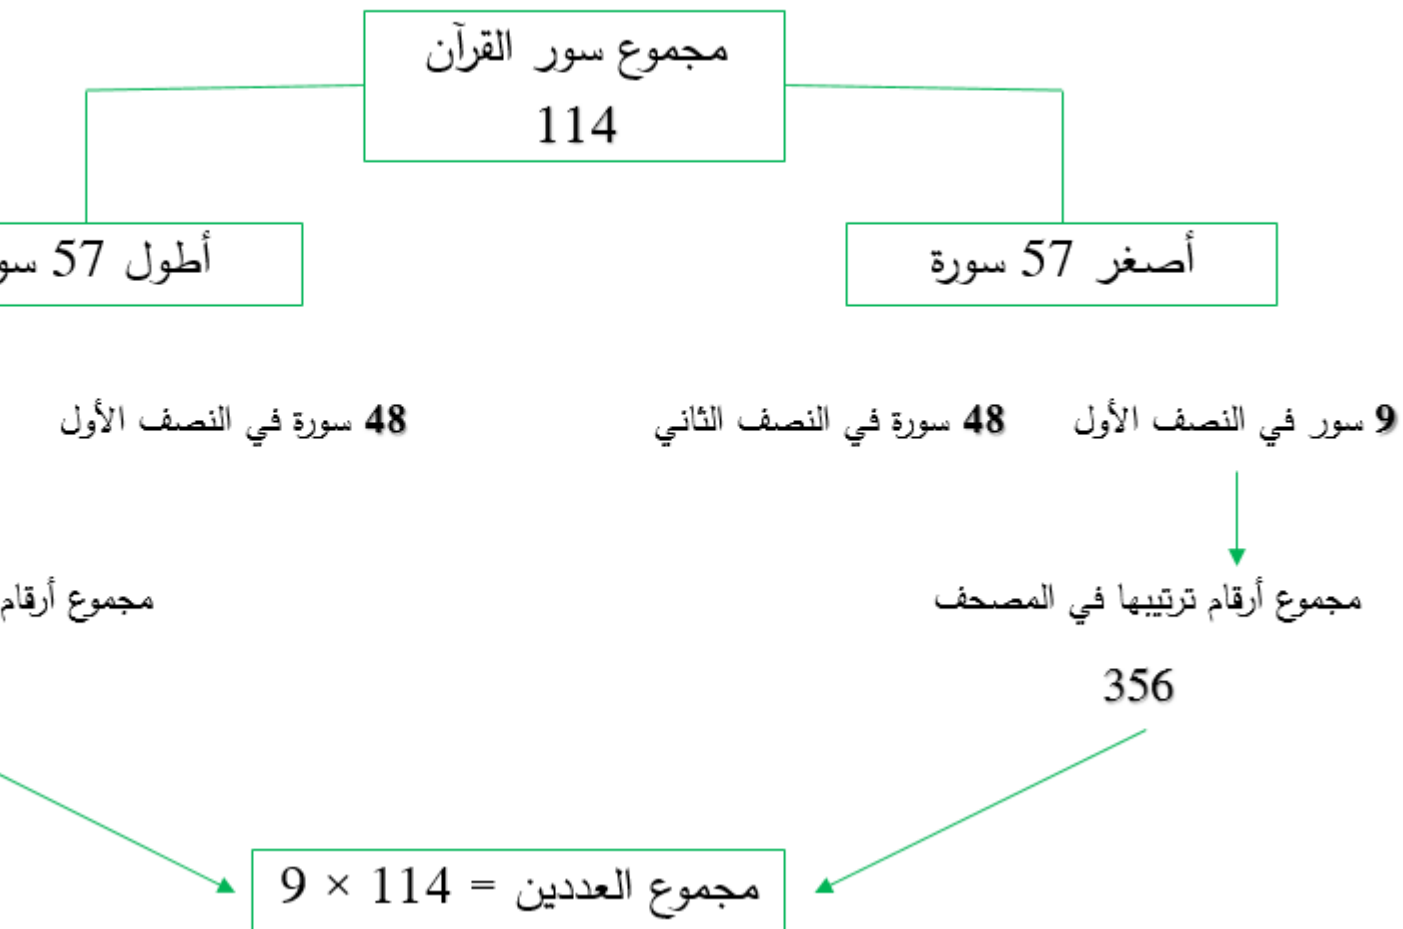 مجموع سور القرآن
114
أصغر 57 سورة
أطول 57
9 سور في النصف الأول
48 سورة في النصف الثاني
48 سورة في النصف الأول
مجموع أرقام ترتيبها في المصحف
مجموع أرقام
356
مجموع العددين = 114 × 9